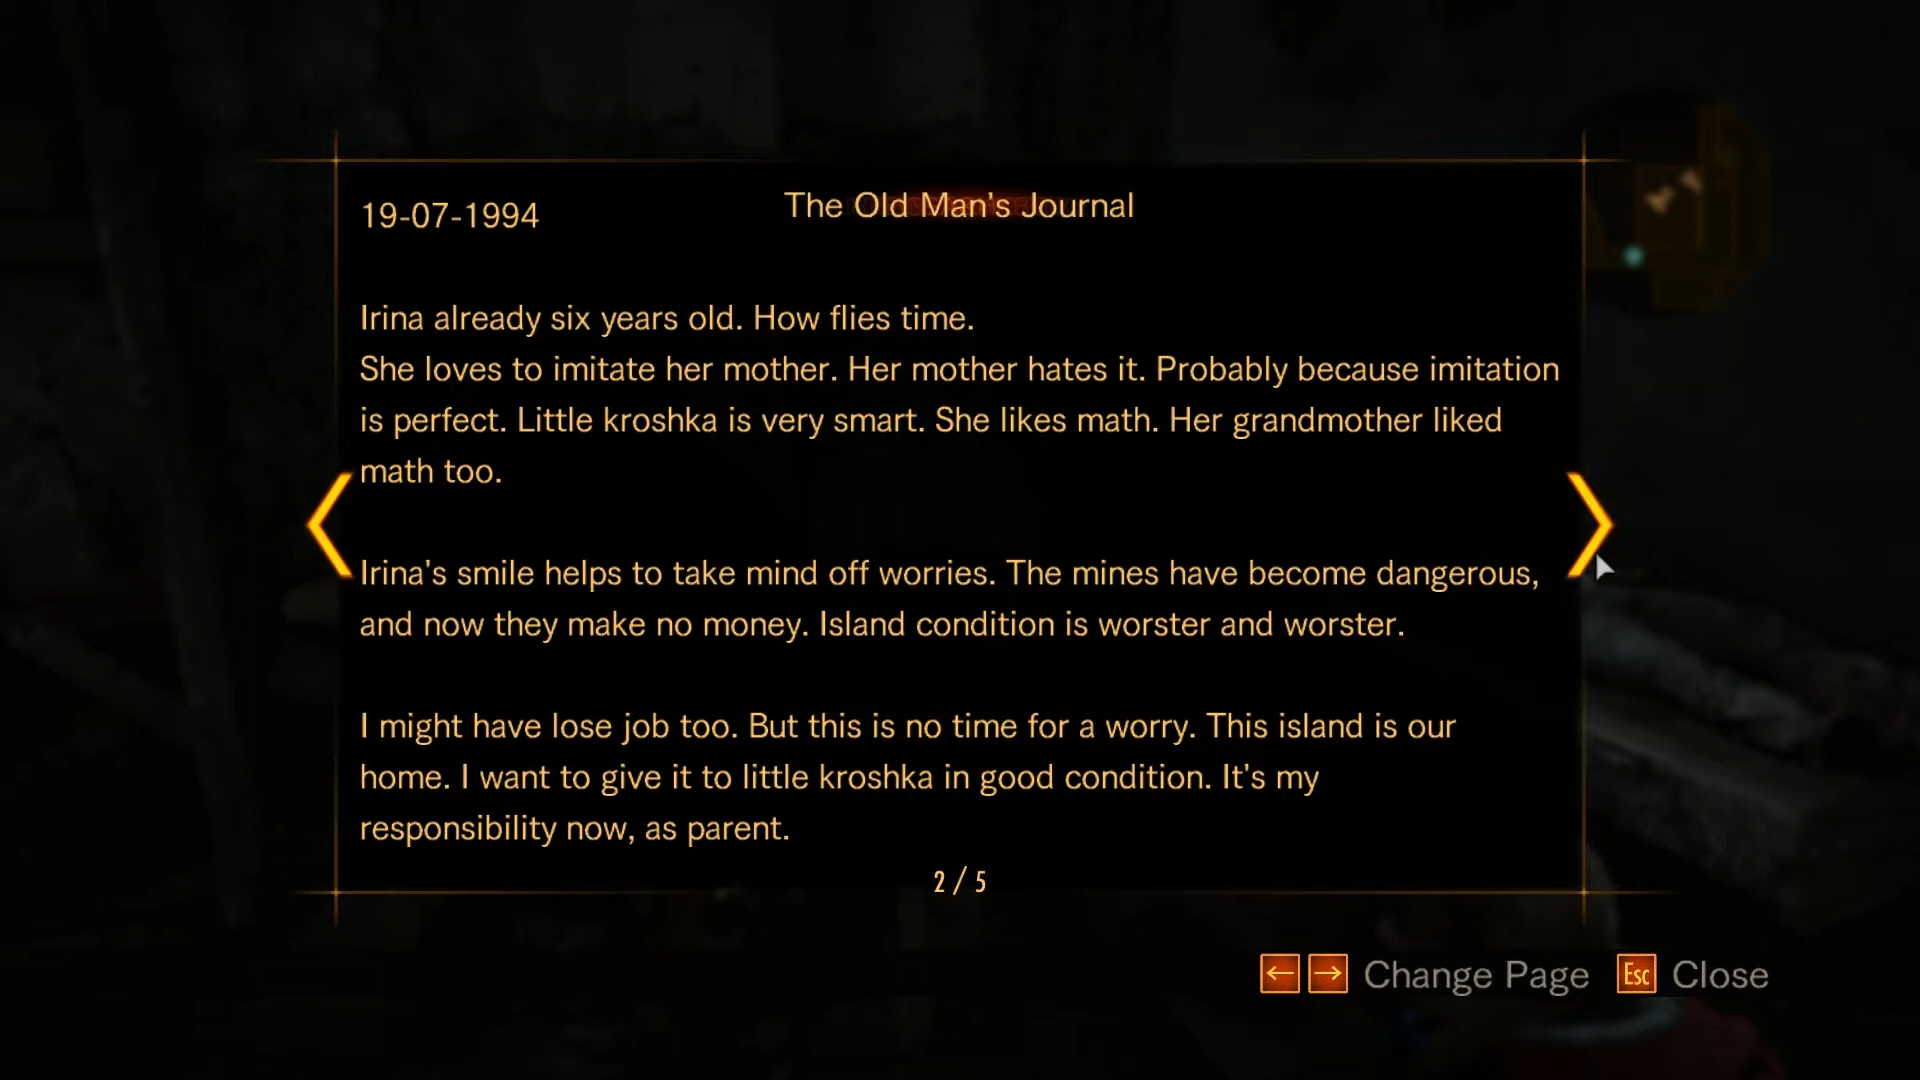 The Old Man's Journal
19-07-1994
Irina already six years old. How flies time.
She loves to imitate her mother. Her mother hates it. Probably because imitation
is perfect. Little kroshka is very smart. She likes math. Her grandmother liked
math too.
Irina's smile helps to take mind off worries. The mines have become dangerous,
and now they make no money. Island condition is worster and worster.
I might have lose job too. But this is no time for a worry. This island is our
home. I want to give it to little kroshka in good condition. It's my
responsibility now, as parent.
2 / 5
← → Change Page Esc Close